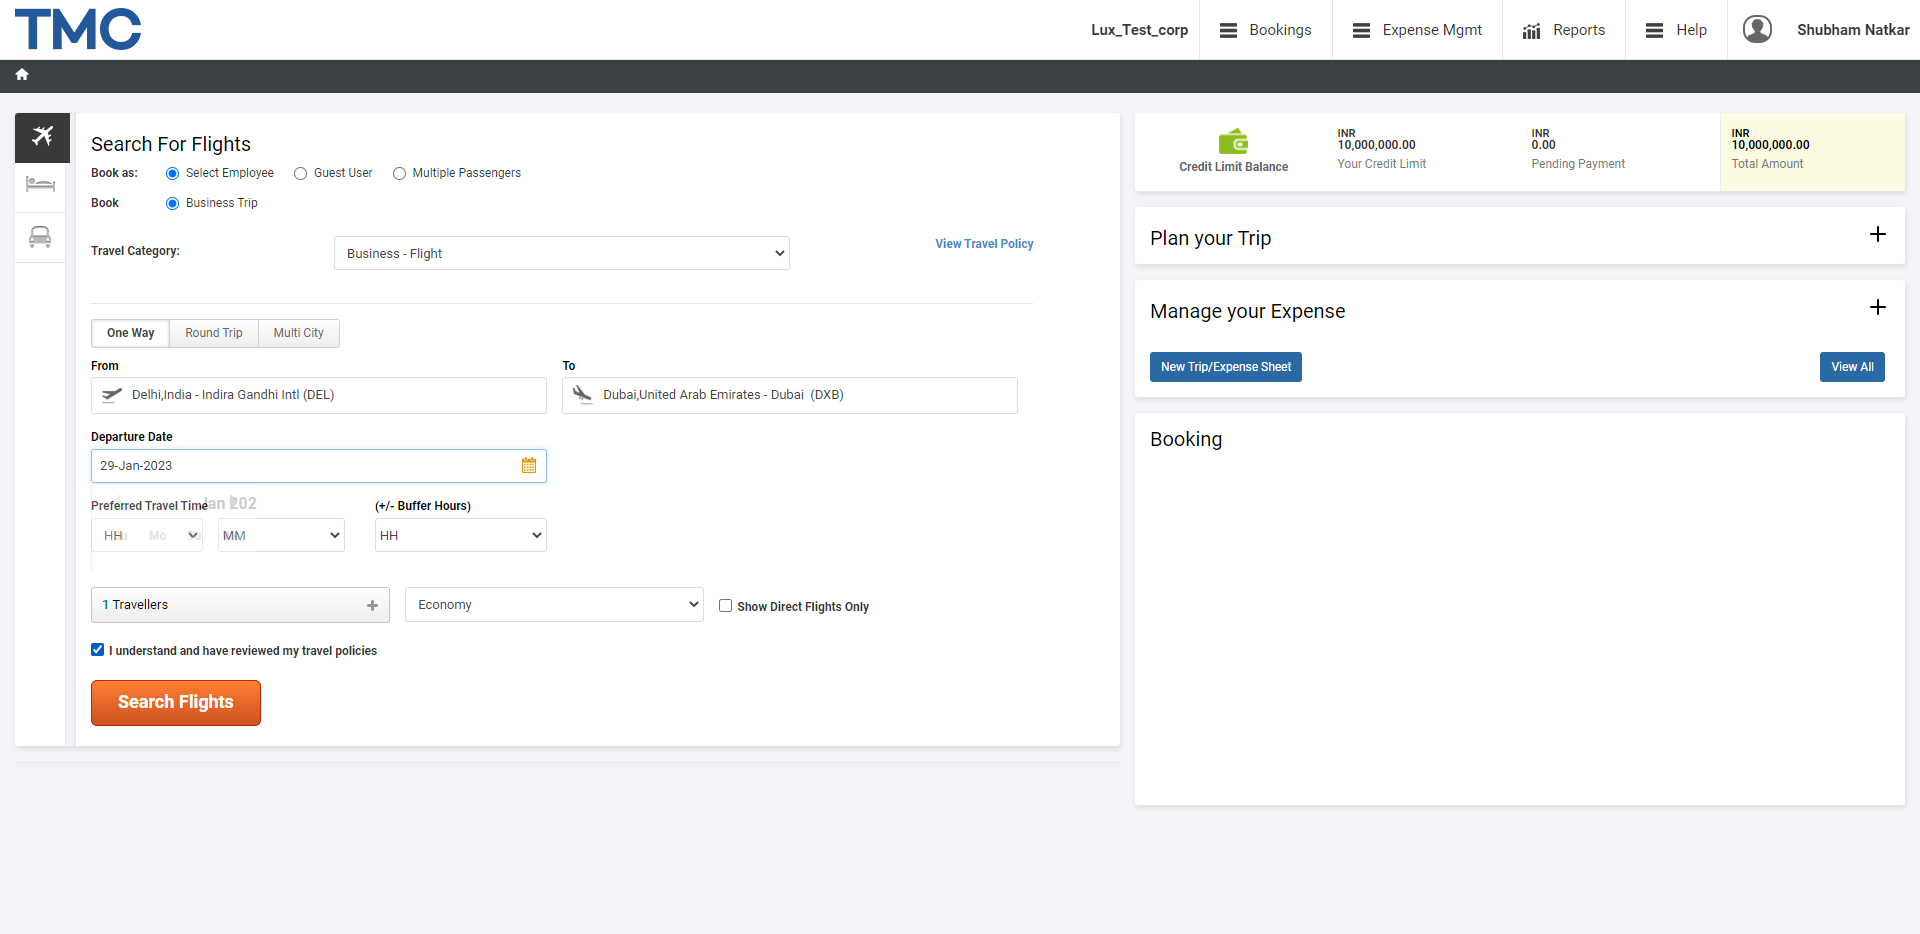 TMC
Lux_Test_corp
Bookings
Expense Mgmt
Reports
Help
Shubham Natkar
Search For Flights
Book as: Select Employee Guest User Multiple Passengers
Book Business Trip
Travel Category: Business - Flight View Travel Policy
One Way Round Trip Multi City
From To
Delhi,India - Indira Gandhi Intl (DEL) Dubai,United Arab Emirates - Dubai (DXB)
Departure Date
29-Jan-2023
Preferred Travel Time (+/- Buffer Hours)
HH Mo MM HH
1 Travellers Economy Show Direct Flights Only
I understand and have reviewed my travel policies
Search Flights
Credit Limit Balance
INR
10,000,000.00
Your Credit Limit
INR
0.00
Pending Payment
INR
10,000,000.00
Total Amount
Plan your Trip
Manage your Expense
New Trip/Expense Sheet View All
Booking